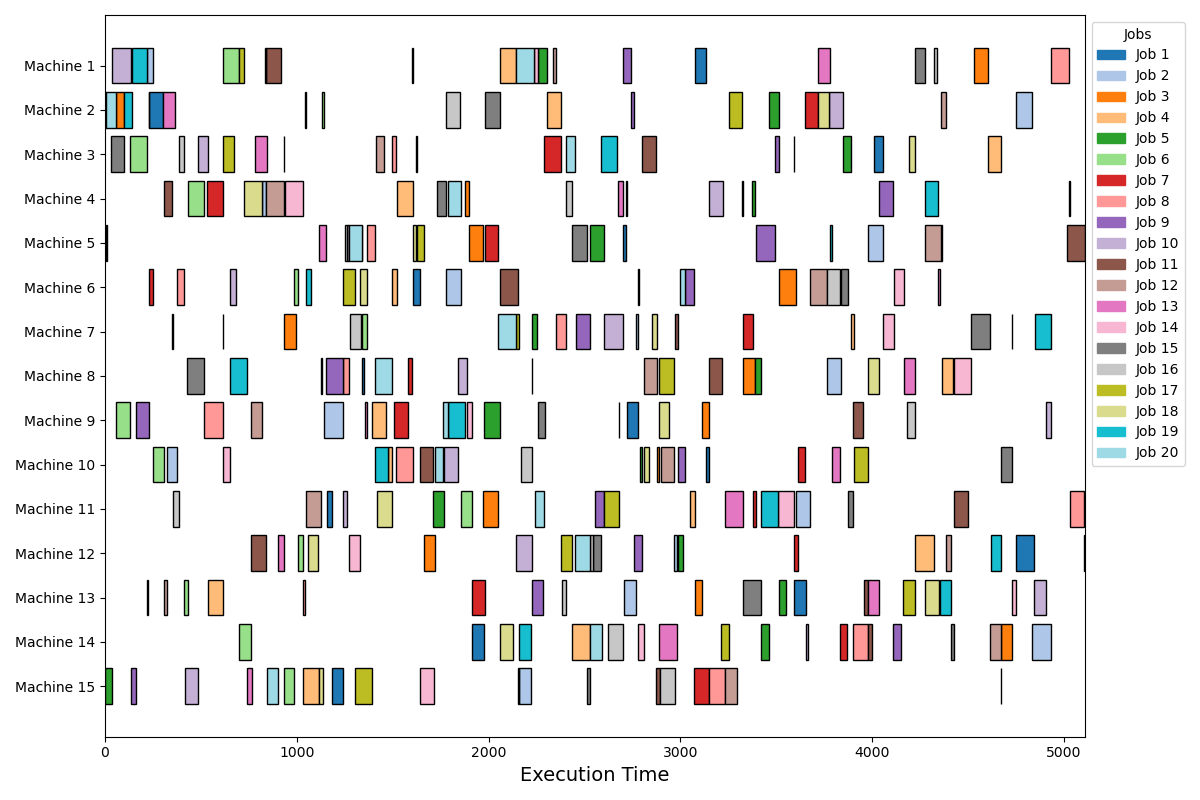 Machine 1
Machine 2
Machine 3
Machine 4
Machine 5
Machine 6
Machine 7
Machine 8
Machine 9
Machine 10
Machine 11
Machine 12
Machine 13
Machine 14
Machine 15
0 1000 2000 3000 4000 5000
Execution Time
Jobs
Job 1
Job 2
Job 3
Job 4
Job 5
Job 6
Job 7
Job 8
Job 9
Job 10
Job 11
Job 12
Job 13
Job 14
Job 15
Job 16
Job 17
Job 18
Job 19
Job 20